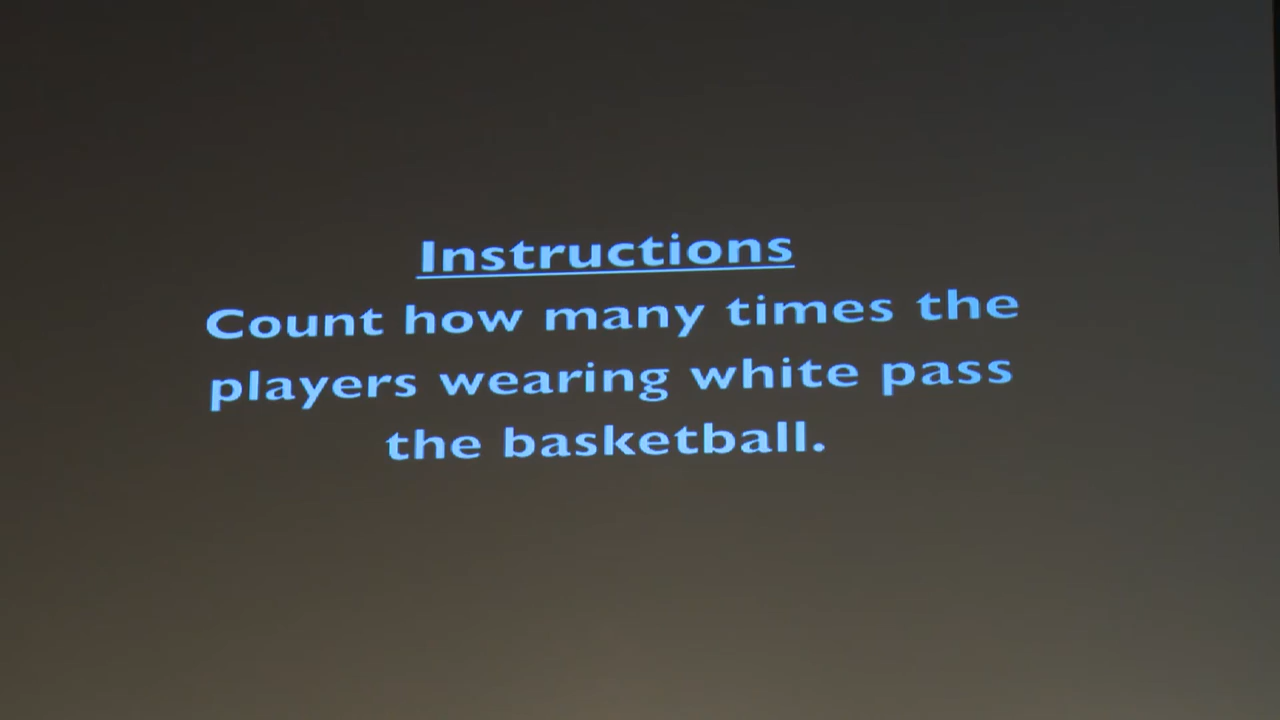 Instructions
Count how many times the
players wearing white pass
the basketball.